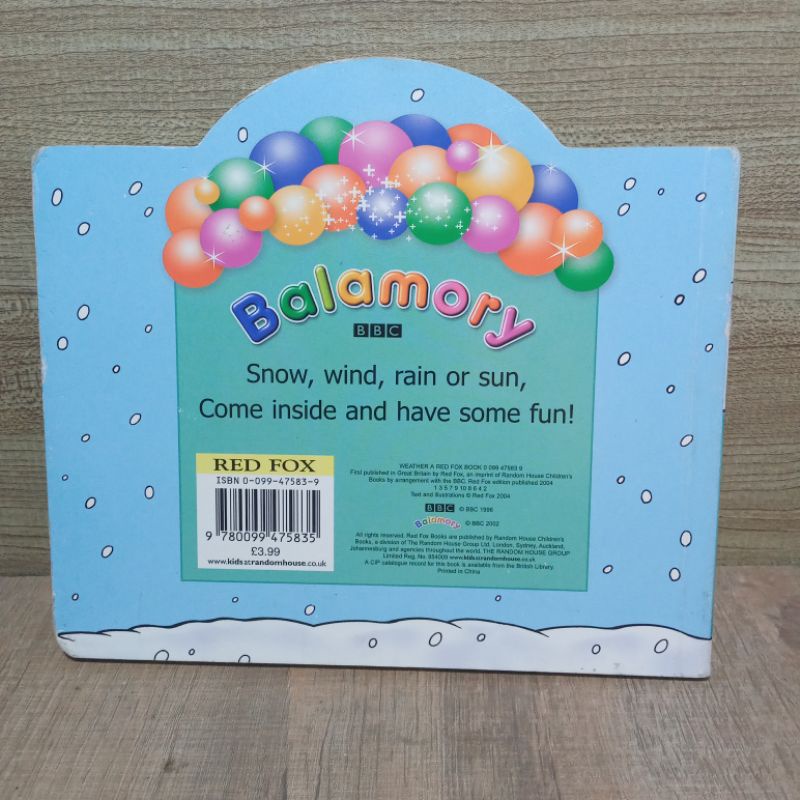 Balamory
BBC
Snow, wind, rain or sun,
Come inside and have some fun!
RED FOX
ISBN 0-099-47583-9
9 780099 475835
£3.99
www.kidsatrandomhouse.co.uk
WEATHER A RED FOX BOOK 0 099 47583 9
First published in Great Britain by Red Fox, an imprint of Random House Children's
Books by arrangement with the BBC. Red Fox edition published 2004
1 3 5 7 9 10 8 6 4 2
Text and illustrations © Red Fox 2004
BBC © BBC 1996
Balamory © BBC 2002
All rights reserved. Red Fox Books are published by Random House Children's
Books, a division of The Random House Group Ltd. London, Sydney, Auckland,
Johannesburg and agencies throughout the world. THE RANDOM HOUSE GROUP
Limited Reg. No. 954009 www.kidsatrandomhouse.co.uk
A CIP catalogue record for this book is available from the British Library.
Printed in China